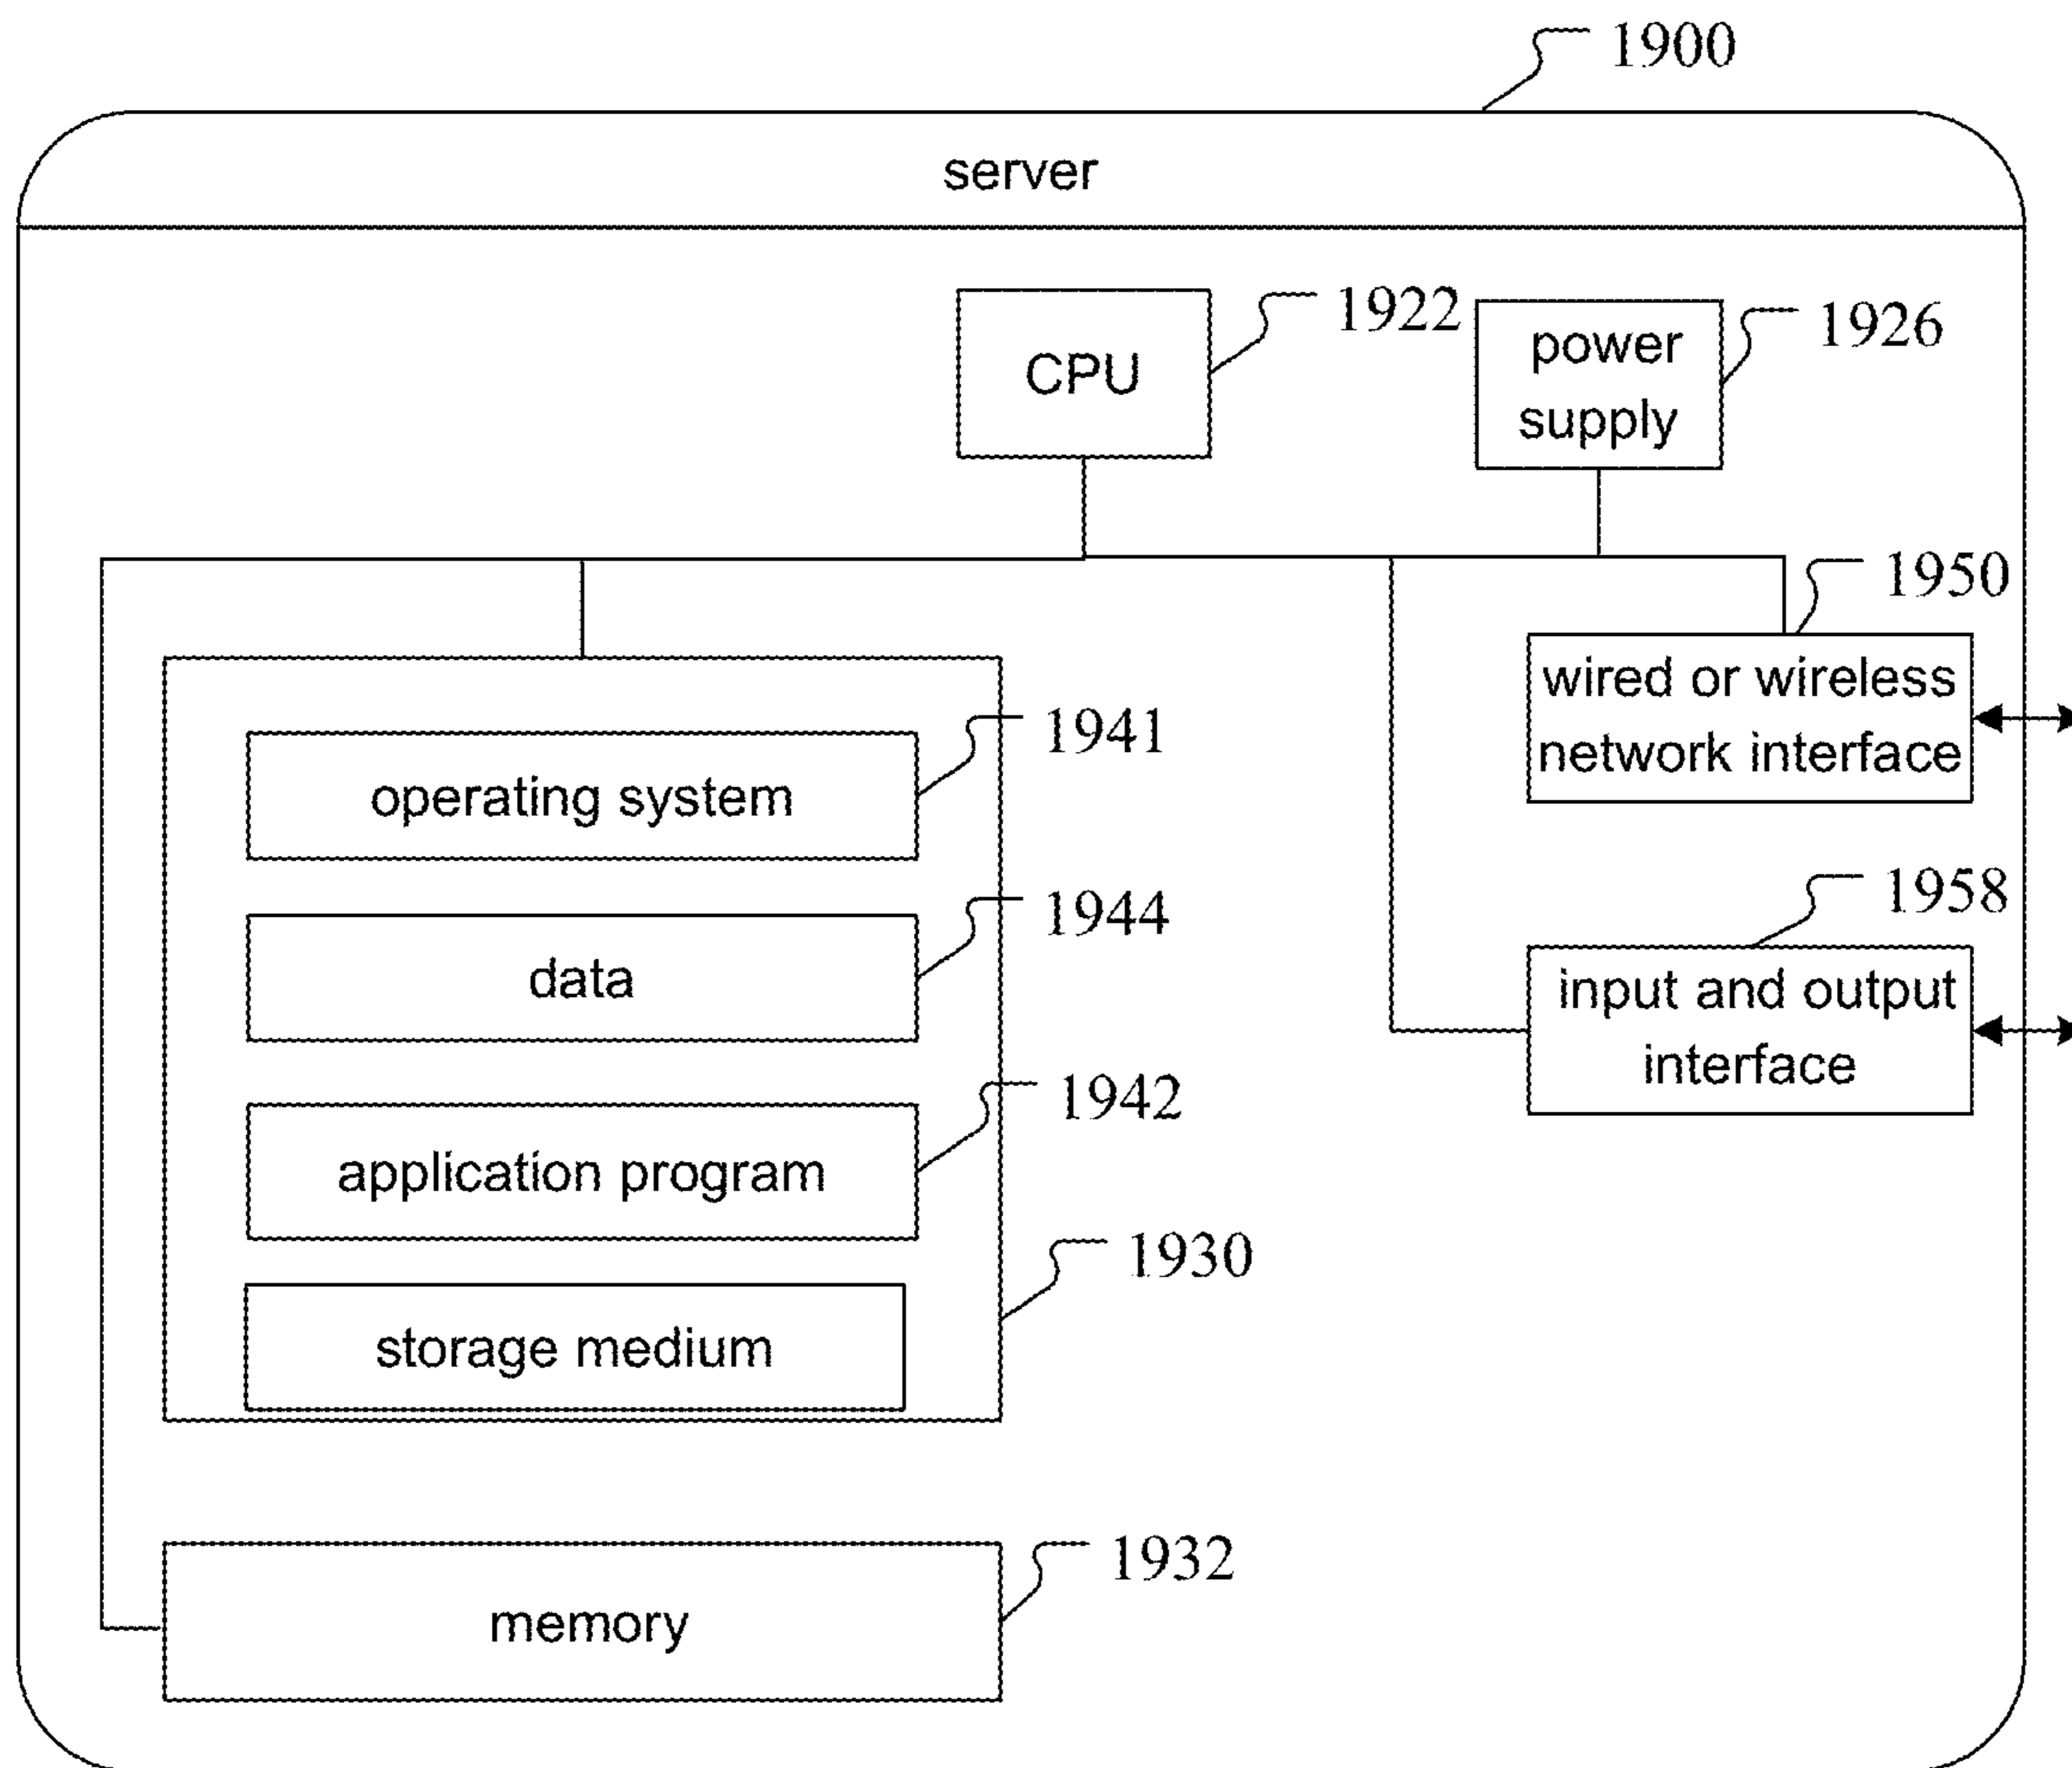 1900
server
CPU
1922
power
supply
1926
1950
wired or wireless
network interface
1941
operating system
1944
data
1958
input and output
interface
1942
application program
1930
storage medium
1932
memory